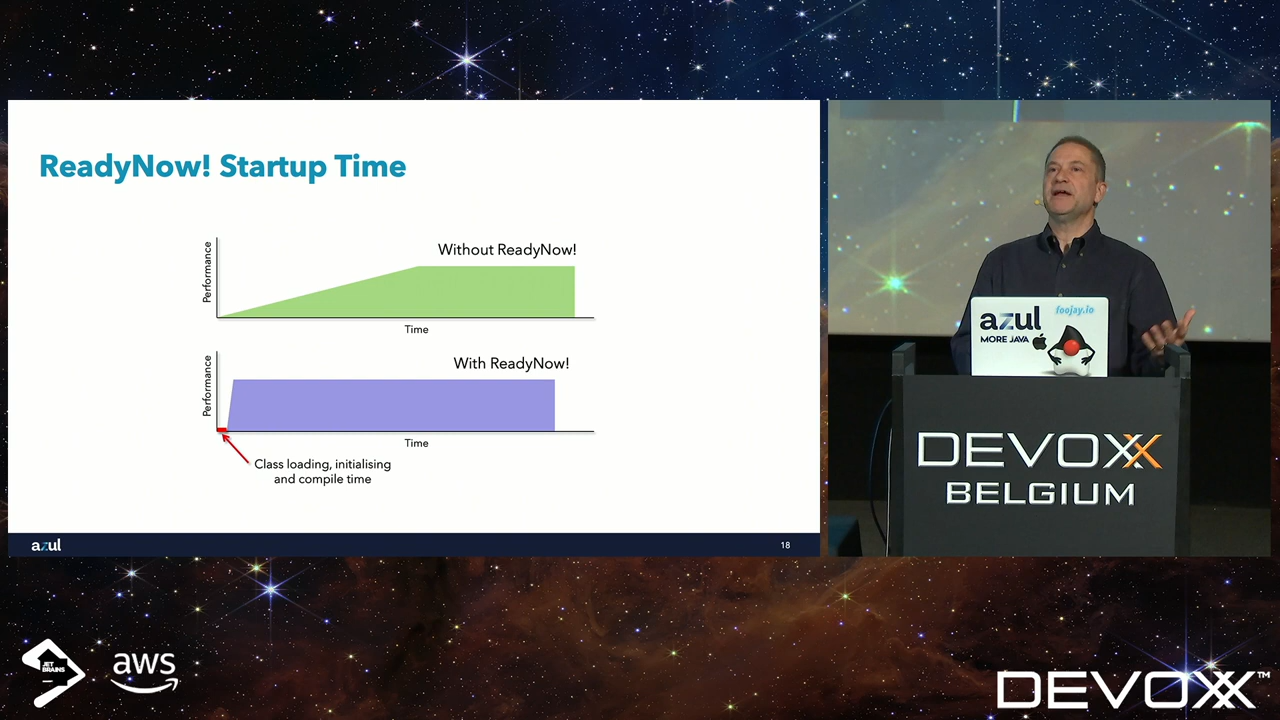 ReadyNow! Startup Time
Without ReadyNow!
Performance
Time
With ReadyNow!
Performance
Time
Class loading, initialising
and compile time
azul
18
azul
foojay.io
MORE JAVA
DEVOXX
BELGIUM
JET
BRAINS
aws
DEVOXX™